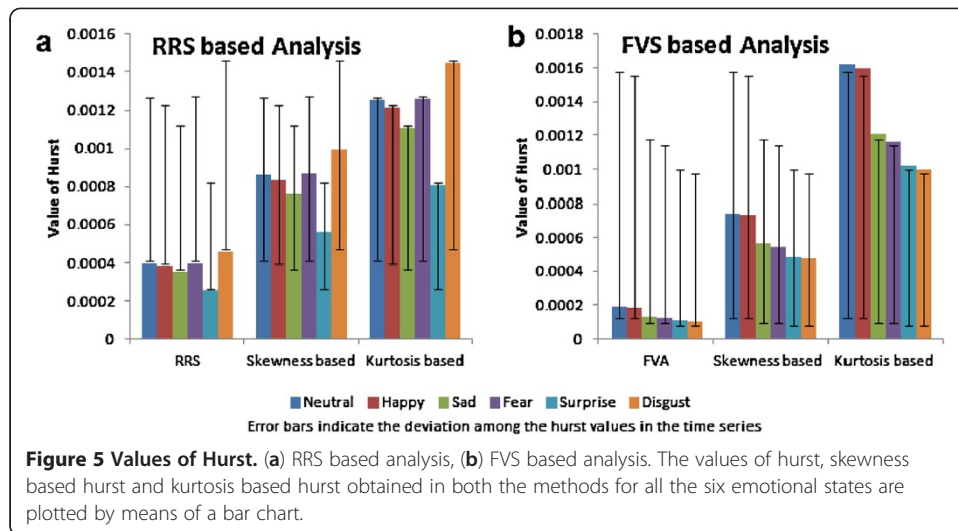 a
RRS based Analysis
Value of Hurst
0.0016
0.0014
0.0012
0.001
0.0008
0.0006
0.0004
0.0002
0
RRS Skewness based Kurtosis based
b
FVS based Analysis
Value of Hurst
0.0018
0.0016
0.0014
0.0012
0.001
0.0008
0.0006
0.0004
0.0002
0
FVA Skewness based Kurtosis based
Neutral Happy Sad Fear Surprise Disgust
Error bars indicate the deviation among the hurst values in the time series
Figure 5 Values of Hurst. (a) RRS based analysis, (b) FVS based analysis. The values of hurst, skewness
based hurst and kurtosis based hurst obtained in both the methods for all the six emotional states are
plotted by means of a bar chart.